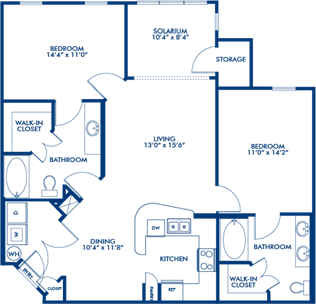 BEDROOM
14'4" x 11'0"
SOLARIUM
10'4" x 8'4"
STORAGE
WALK-IN
CLOSET
BATHROOM
LIVING
13'0" x 15'6"
BEDROOM
11'0" x 14'2"
D
W
WH
DINING
10'4" x 11'8"
ENTRY
CLOSET
DW
KITCHEN
PANTRY
REF
BATHROOM
WALK-IN
CLOSET